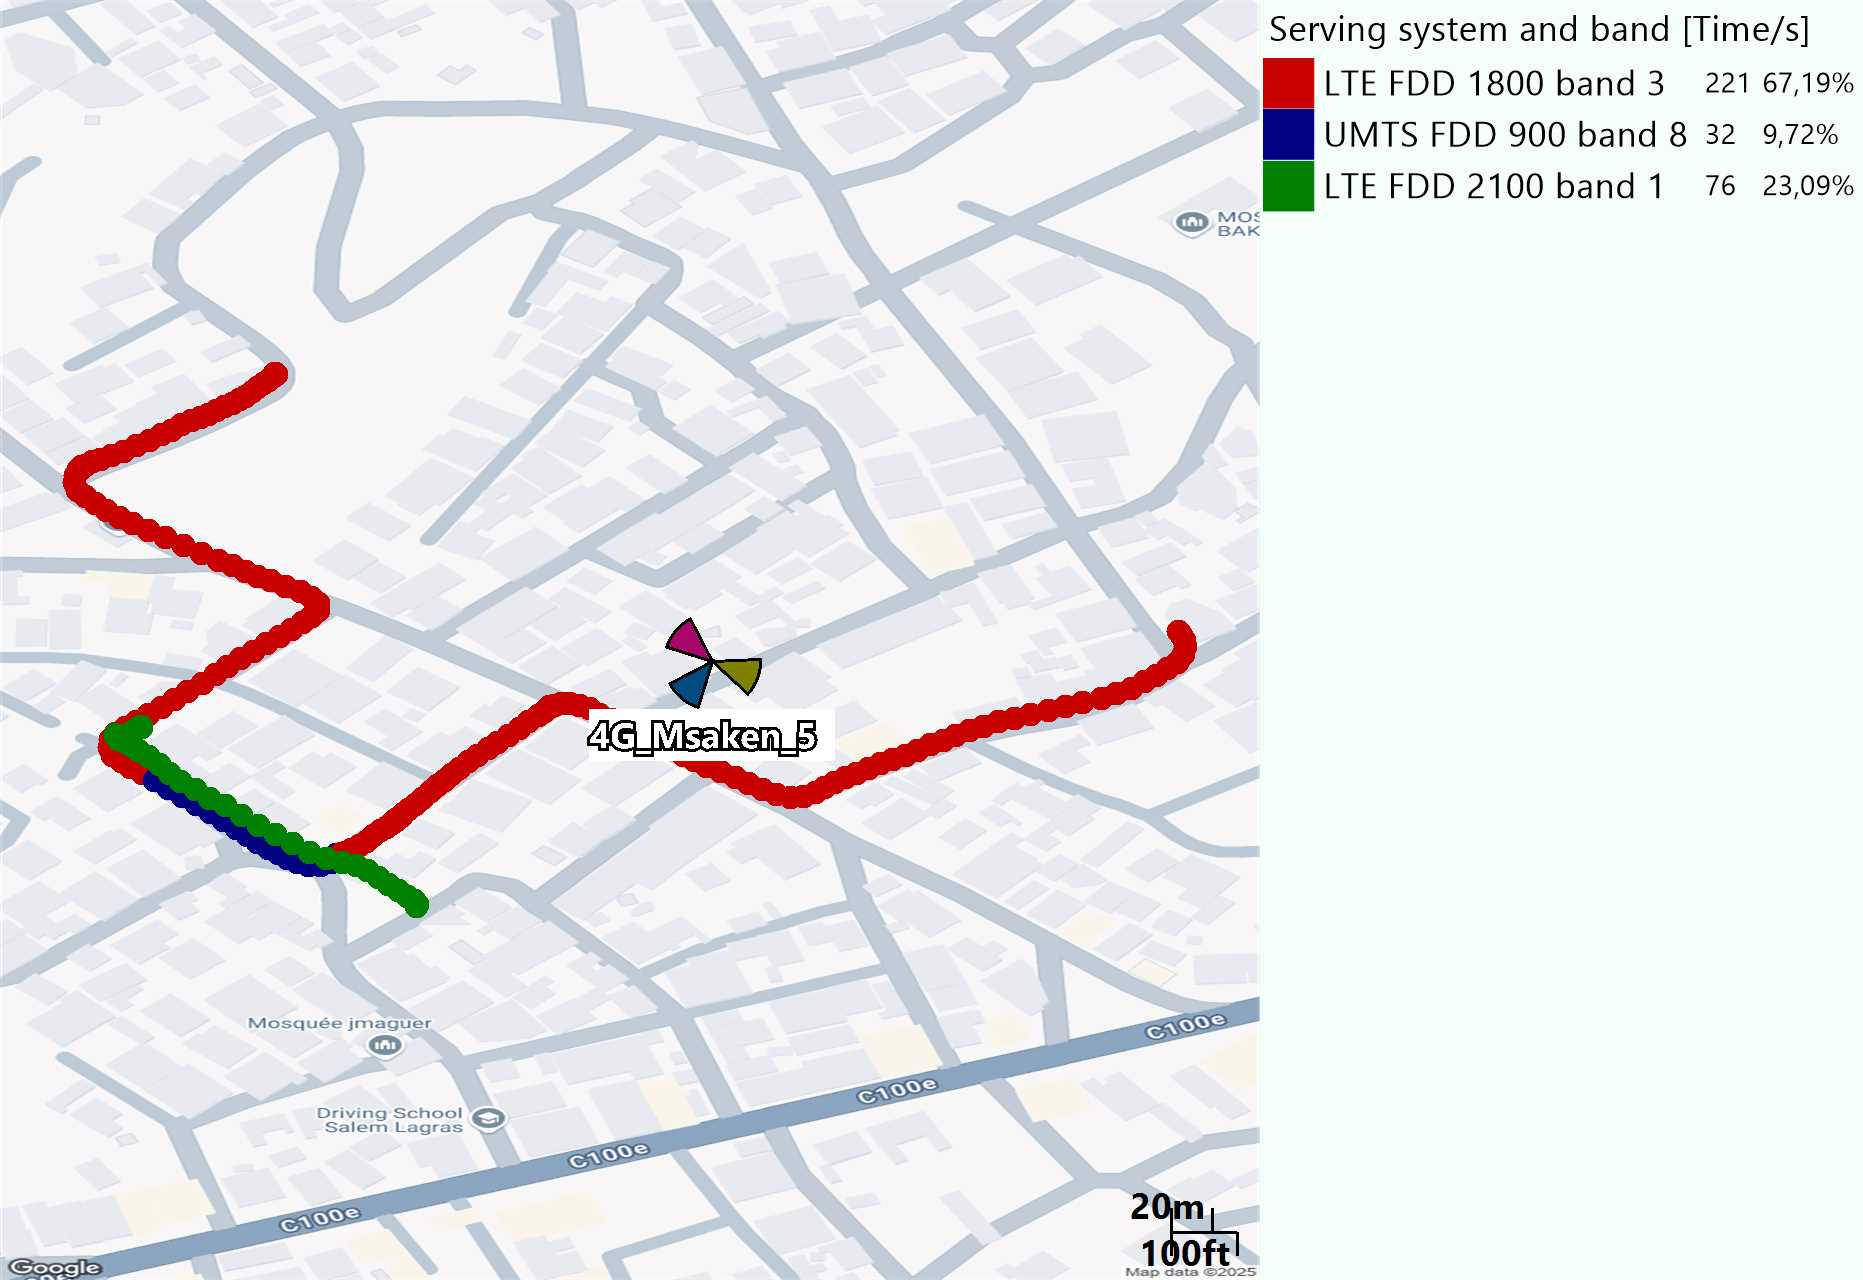 Serving system and band [Time/s]
LTE FDD 1800 band 3 221 67,19%
UMTS FDD 900 band 8 32 9,72%
LTE FDD 2100 band 1 76 23,09%
MOS
BAK
4G_Msaken_5
Mosquée jmaguer
C100e
Driving School
Salem Lagras
C100e
C100e
C100e
20m
100ft
Google
Map data ©2025